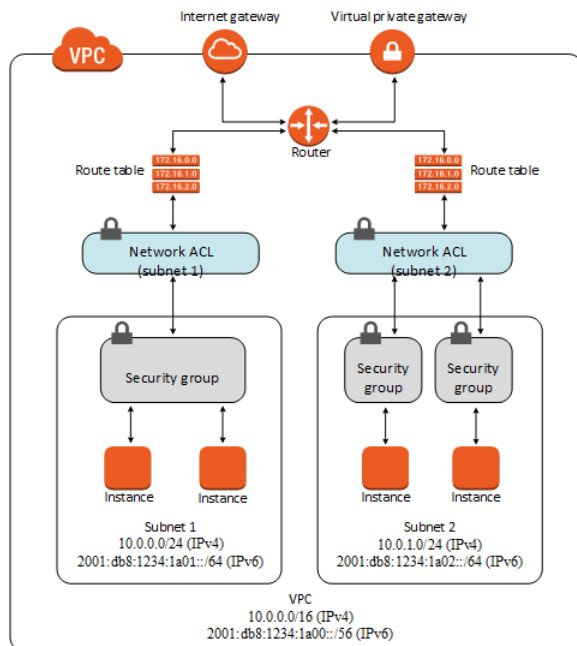 Internet gateway
Virtual private gateway
VPC
Router
Route table
172.16.0.0
172.16.1.0
172.16.2.0
172.16.0.0
172.16.1.0
172.16.2.0
Route table
Network ACL
(subnet 1)
Network ACL
(subnet 2)
Security group
Security
group
Security
group
Instance
Instance
Instance
Instance
Subnet 1
10.0.0.0/24 (IPv4)
2001:db8:1234:1a01::/64 (IPv6)
Subnet 2
10.0.1.0/24 (IPv4)
2001:db8:1234:1a02::/64 (IPv6)
VPC
10.0.0.0/16 (IPv4)
2001:db8:1234:1a00::/56 (IPv6)